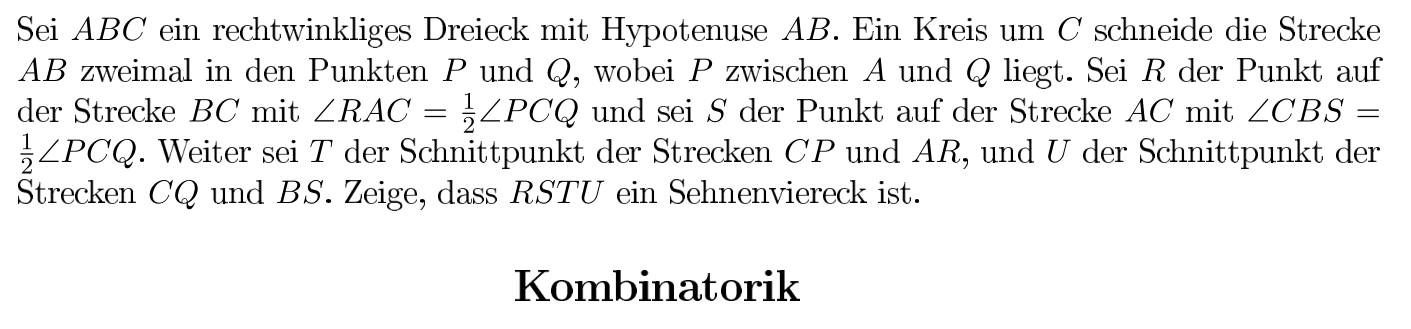 Sei ABC ein rechtwinkliges Dreieck mit Hypotenuse AB. Ein Kreis um C schneide die Strecke
AB zweimal in den Punkten P und Q, wobei P zwischen A und Q liegt. Sei R der Punkt auf
der Strecke BC mit ∠RAC = ½∠PCQ und sei S der Punkt auf der Strecke AC mit ∠CBS =
½∠PCQ. Weiter sei T der Schnittpunkt der Strecken CP und AR, und U der Schnittpunkt der
Strecken CQ und BS. Zeige, dass RSTU ein Sehnenviereck ist.
Kombinatorik